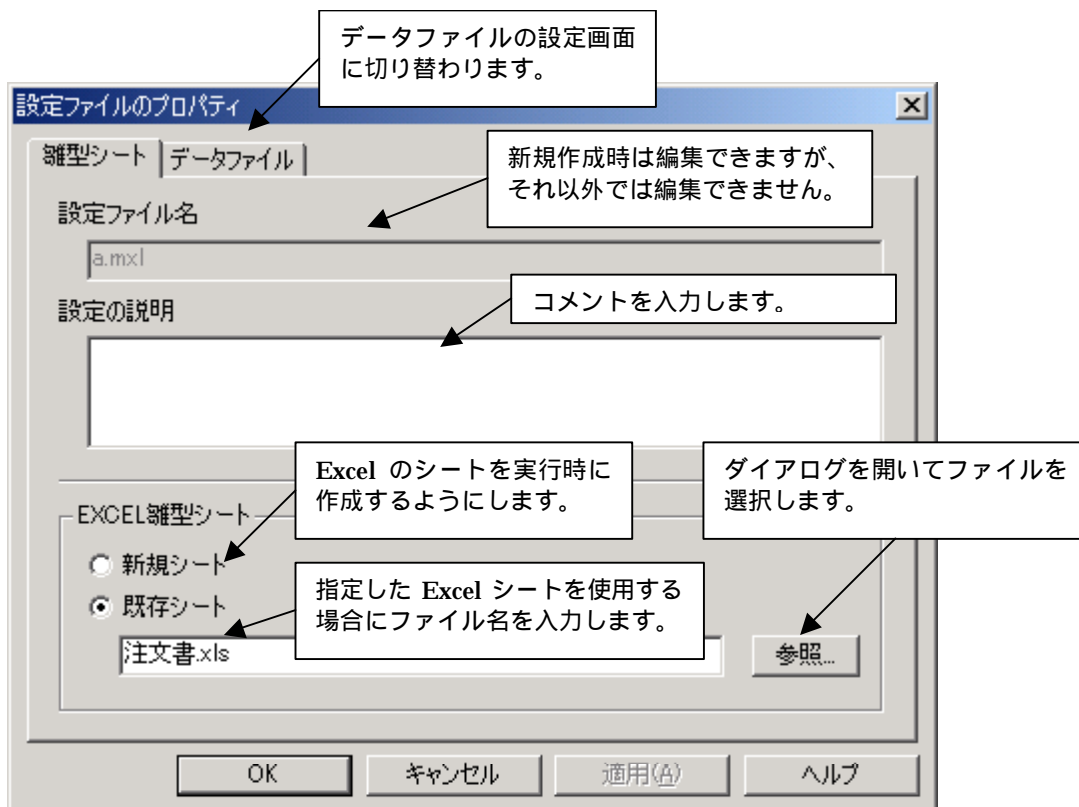 データファイルの設定画面
に切り替わります。
設定ファイルのプロパティ
雛型シート
データファイル
新規作成時は編集できますが、
それ以外では編集できません。
設定ファイル名
a.mxl
コメントを入力します。
設定の説明
Excel のシートを実行時に
作成するようにします。
ダイアログを開いてファイルを
選択します。
EXCEL雛型シート
新規シート
指定した Excel シートを使用する
場合にファイル名を入力します。
既存シート
注文書.xls
参照...
OK
キャンセル
適用(A)
ヘルプ